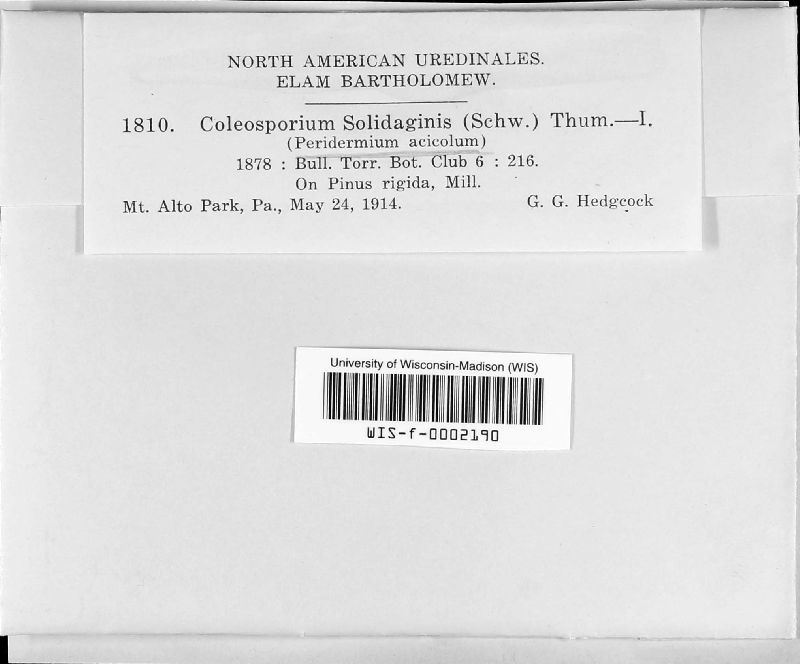 NORTH AMERICAN UREDINALES.
ELAM BARTHOLOMEW.
1810. Coleosporium Solidaginis (Schw.) Thum.—I.
(Peridermium acicolum)
1878 : Bull. Torr. Bot. Club 6 : 216.
On Pinus rigida, Mill.
Mt. Alto Park, Pa., May 24, 1914. G. G. Hedgcock
University of Wisconsin-Madison (WIS)
WIS-f-0002190